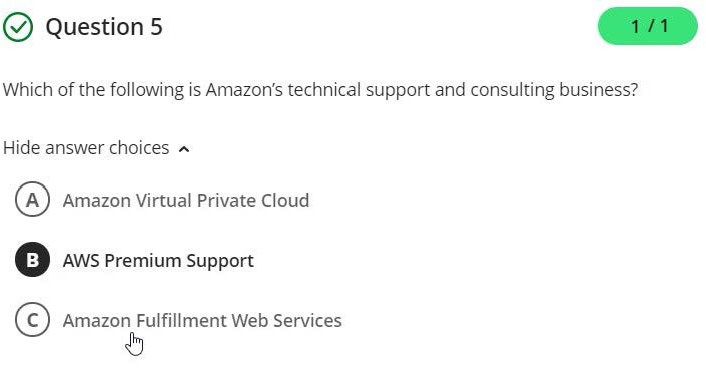 Question 5
1 / 1
Which of the following is Amazon's technical support and consulting business?
Hide answer choices
A Amazon Virtual Private Cloud
B AWS Premium Support
C Amazon Fulfillment Web Services